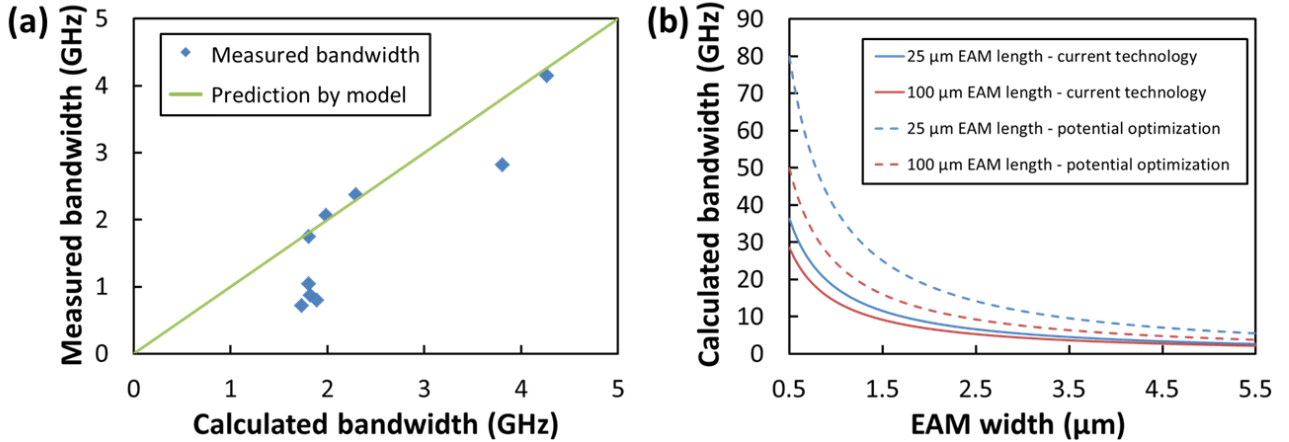 (a)
Measured bandwidth (GHz)
5
4
3
2
1
0
Measured bandwidth
Prediction by model
0 1 2 3 4 5
Calculated bandwidth (GHz)
(b)
Calculated bandwidth (GHz)
90
80
70
60
50
40
30
20
10
0
25 µm EAM length - current technology
100 µm EAM length - current technology
25 µm EAM length - potential optimization
100 µm EAM length - potential optimization
0.5 1.5 2.5 3.5 4.5 5.5
EAM width (µm)